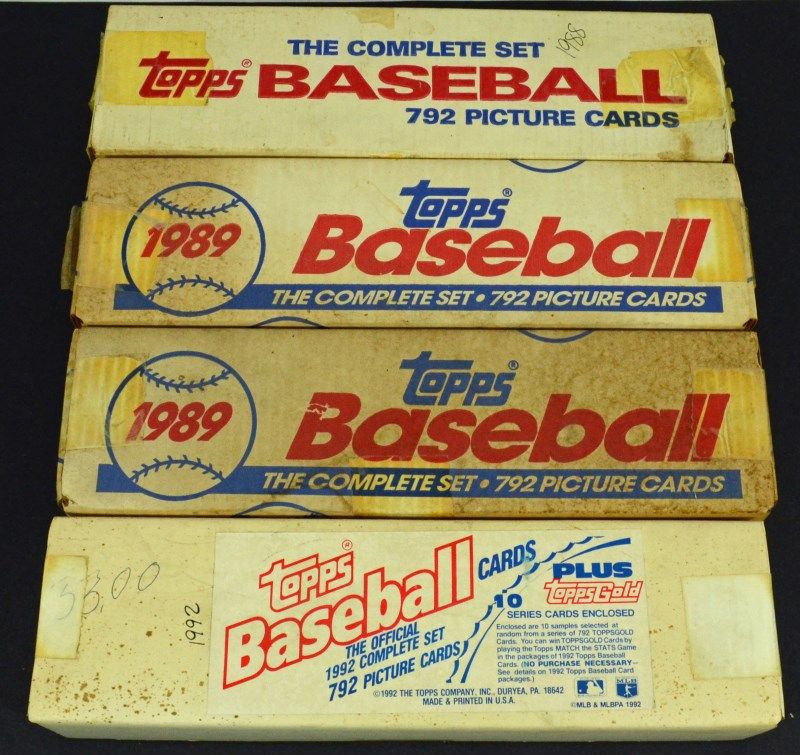 THE COMPLETE SET 1988
Topps® BASEBALL
792 PICTURE CARDS
1989
Topps®
Baseball
THE COMPLETE SET • 792 PICTURE CARDS
1989
Topps®
Baseball
THE COMPLETE SET • 792 PICTURE CARDS
1992
Topps®
Baseball CARDS
THE OFFICIAL
1992 COMPLETE SET
792 PICTURE CARDS
PLUS
10 ToppsGold
SERIES CARDS ENCLOSED
Enclosed are 10 samples selected at
random from a series of 792 TOPPSGOLD
Cards. You can win TOPPSGOLD Cards by
playing the Topps MATCH the STATS Game
in the packages of 1992 Topps Baseball
Cards. (NO PURCHASE NECESSARY—
See details on 1992 Topps Baseball Card
packages.)
©1992 THE TOPPS COMPANY, INC., DURYEA, PA. 18642
MADE & PRINTED IN U.S.A.
MLB
©MLB & MLBPA 1992